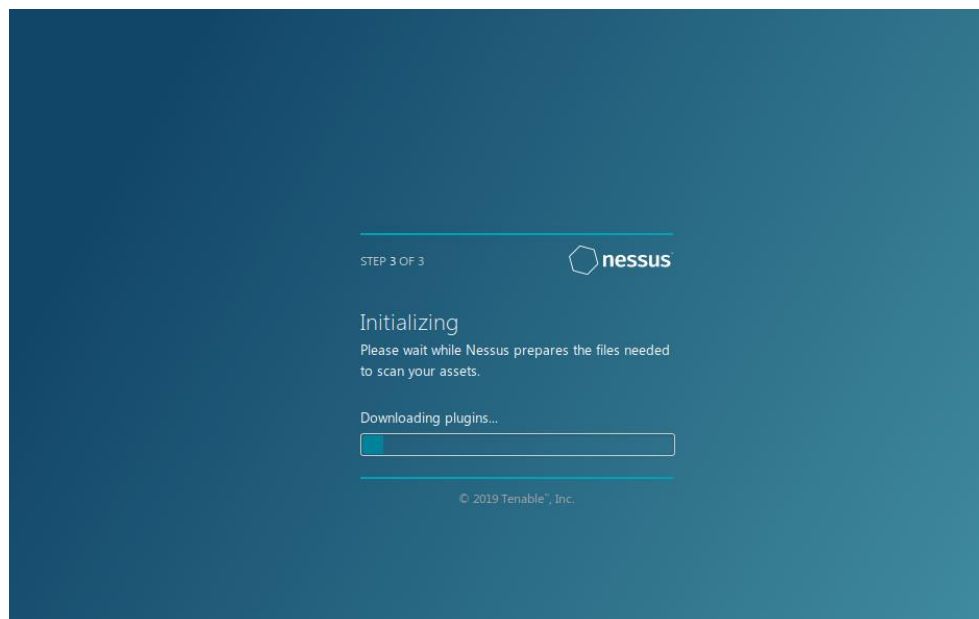 STEP 3 OF 3
nessus
Initializing
Please wait while Nessus prepares the files needed
to scan your assets.
Downloading plugins...
© 2019 Tenable™, Inc.